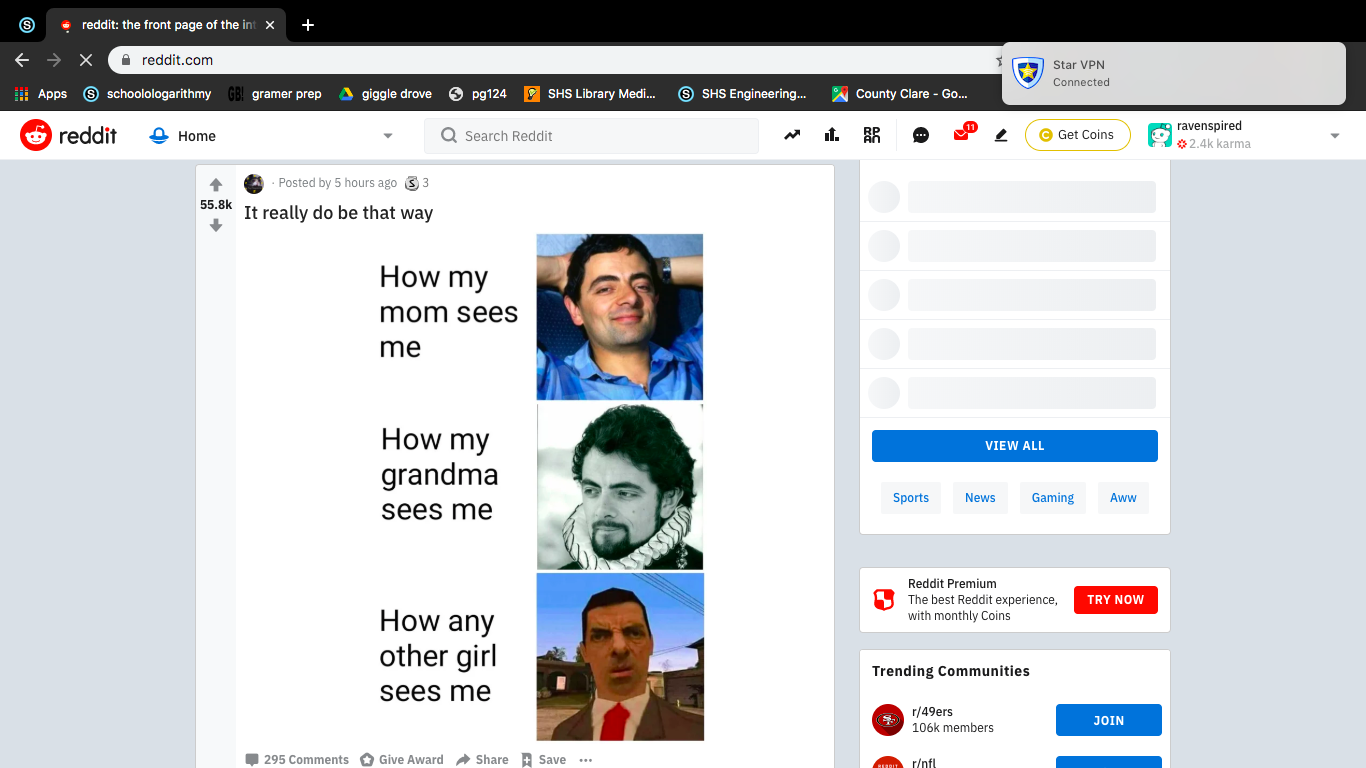 reddit: the front page of the int
reddit.com
Star VPN
Connected
Apps
schoolologarithmy
GB!
gramer prep
giggle drove
pg124
SHS Library Medi...
SHS Engineering...
County Clare - Go...
reddit
Home
Search Reddit
11
Get Coins
ravenspired
2.4k karma
55.8k
· Posted by 5 hours ago
S 3
It really do be that way
How my
mom sees
me
How my
grandma
sees me
How any
other girl
sees me
295 Comments
Give Award
Share
Save
VIEW ALL
Sports
News
Gaming
Aww
Reddit Premium
The best Reddit experience,
with monthly Coins
TRY NOW
Trending Communities
r/49ers
106k members
JOIN
r/nfl